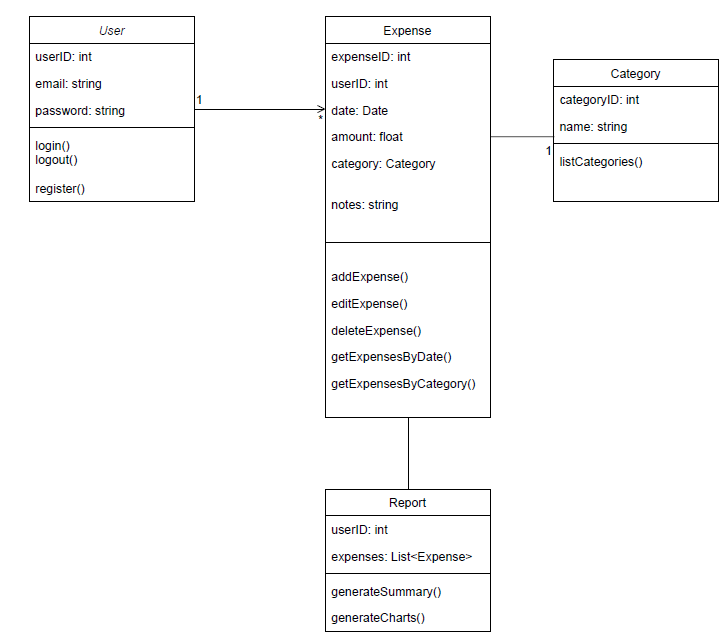 User
userID: int
email: string
password: string
login()
logout()
register()
1
*
Expense
expenseID: int
userID: int
date: Date
amount: float
category: Category
notes: string
addExpense()
editExpense()
deleteExpense()
getExpensesByDate()
getExpensesByCategory()
1
Category
categoryID: int
name: string
listCategories()
Report
userID: int
expenses: List<Expense>
generateSummary()
generateCharts()